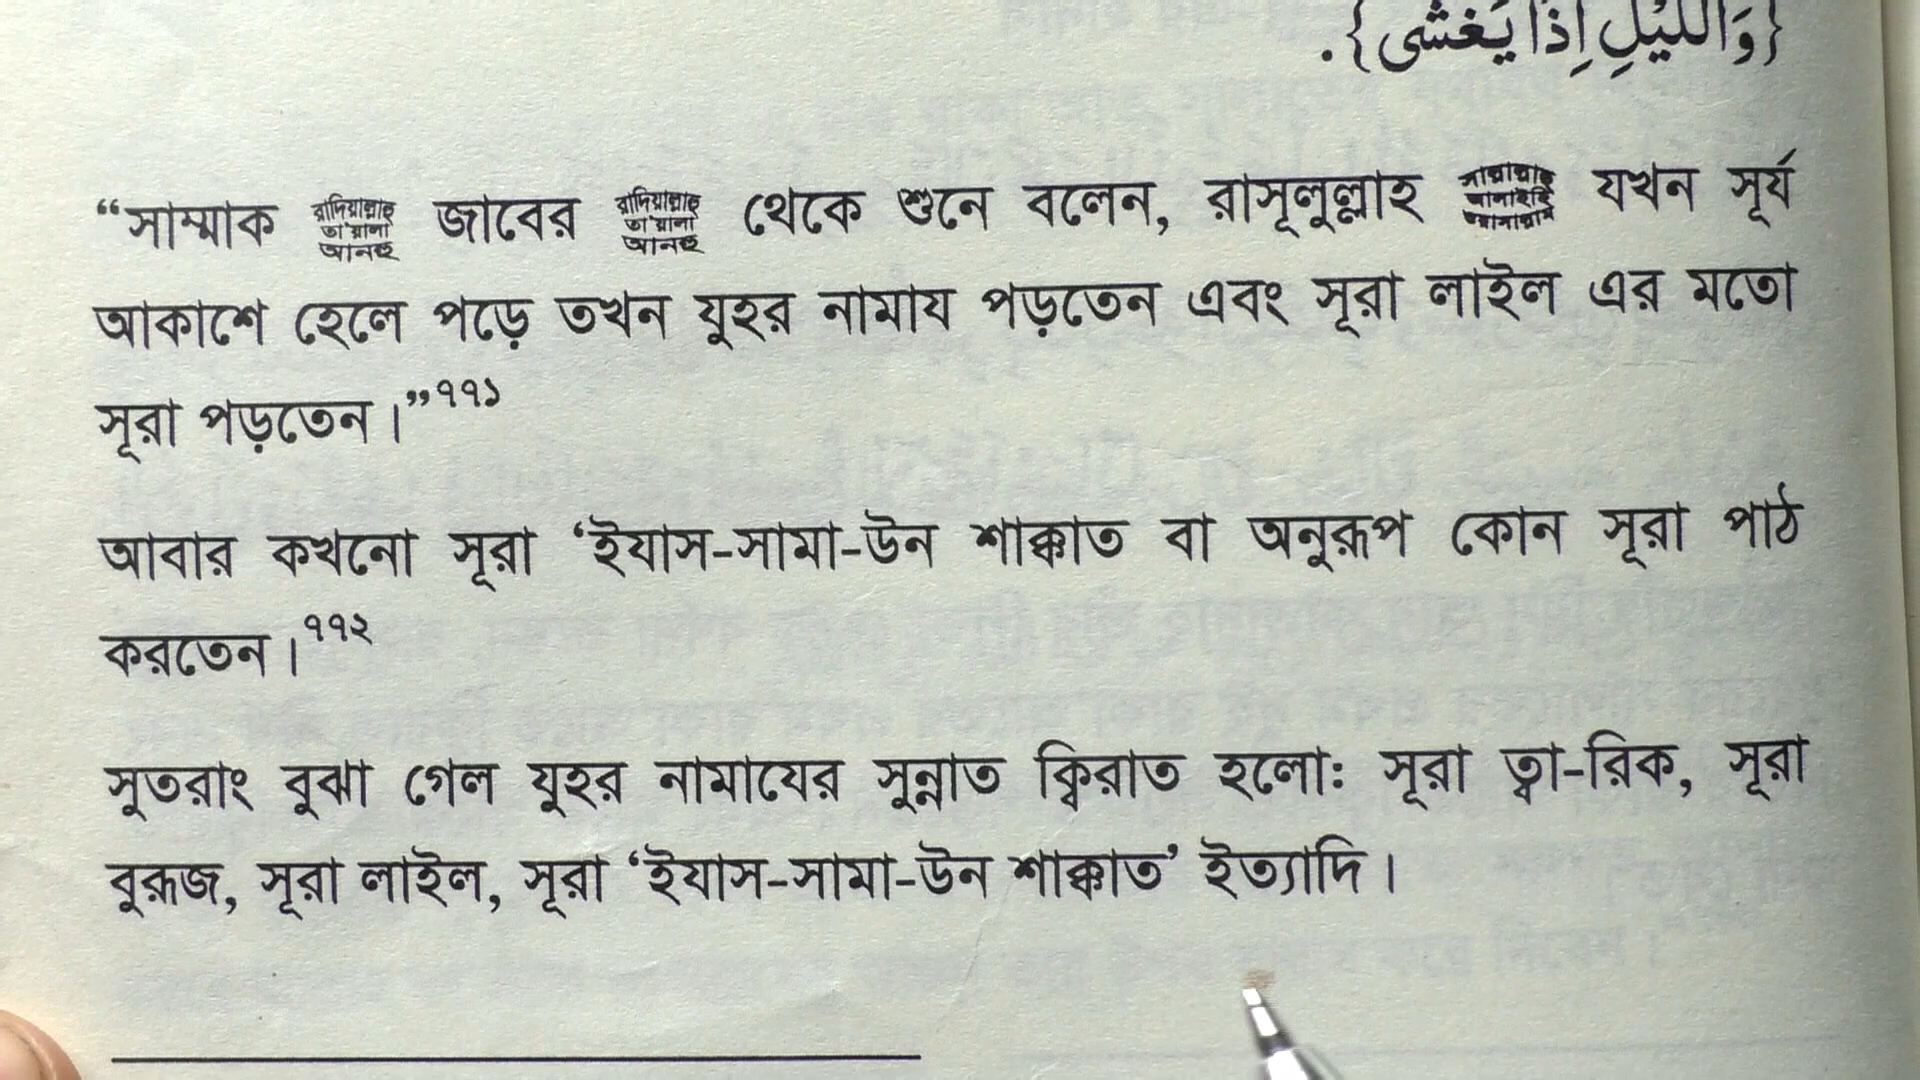 {وَاللَّيْلِ إِذَا يَغْشَى}.
“সাম্মাক রাদিয়াল্লাহু তা'য়ালা আনহু জাবের রাদিয়াল্লাহু তা'য়ালা আনহু থেকে শুনে বলেন, রাসূলুল্লাহ সাল্লাল্লাহু আলাইহি ওয়াসাল্লাম যখন সূর্য
আকাশে হেলে পড়ে তখন যুহর নামায পড়তেন এবং সূরা লাইল এর মতো
সূরা পড়তেন।”৭৭১
আবার কখনো সূরা ‘ইযাস-সামা-উন শাক্কাত বা অনুরূপ কোন সূরা পাঠ
করতেন।৭৭২
সুতরাং বুঝা গেল যুহর নামাযের সুন্নাত ক্বিরাত হলো: সূরা ত্বা-রিক, সূরা
বুরূজ, সূরা লাইল, সূরা ‘ইযাস-সামা-উন শাক্কাত’ ইত্যাদি।